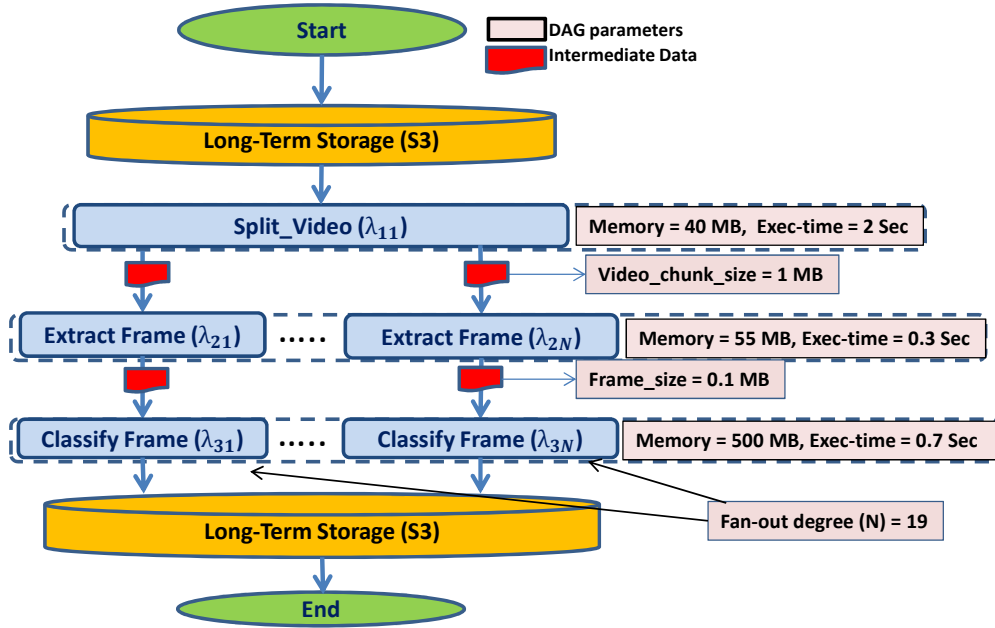 Start
DAG parameters
Intermediate Data
Long-Term Storage (S3)
Split_Video (λ₁₁)
Memory = 40 MB, Exec-time = 2 Sec
Video_chunk_size = 1 MB
Extract Frame (λ₂₁)
.....
Extract Frame (λ₂N)
Memory = 55 MB, Exec-time = 0.3 Sec
Frame_size = 0.1 MB
Classify Frame (λ₃₁)
.....
Classify Frame (λ₃N)
Memory = 500 MB, Exec-time = 0.7 Sec
Long-Term Storage (S3)
Fan-out degree (N) = 19
End